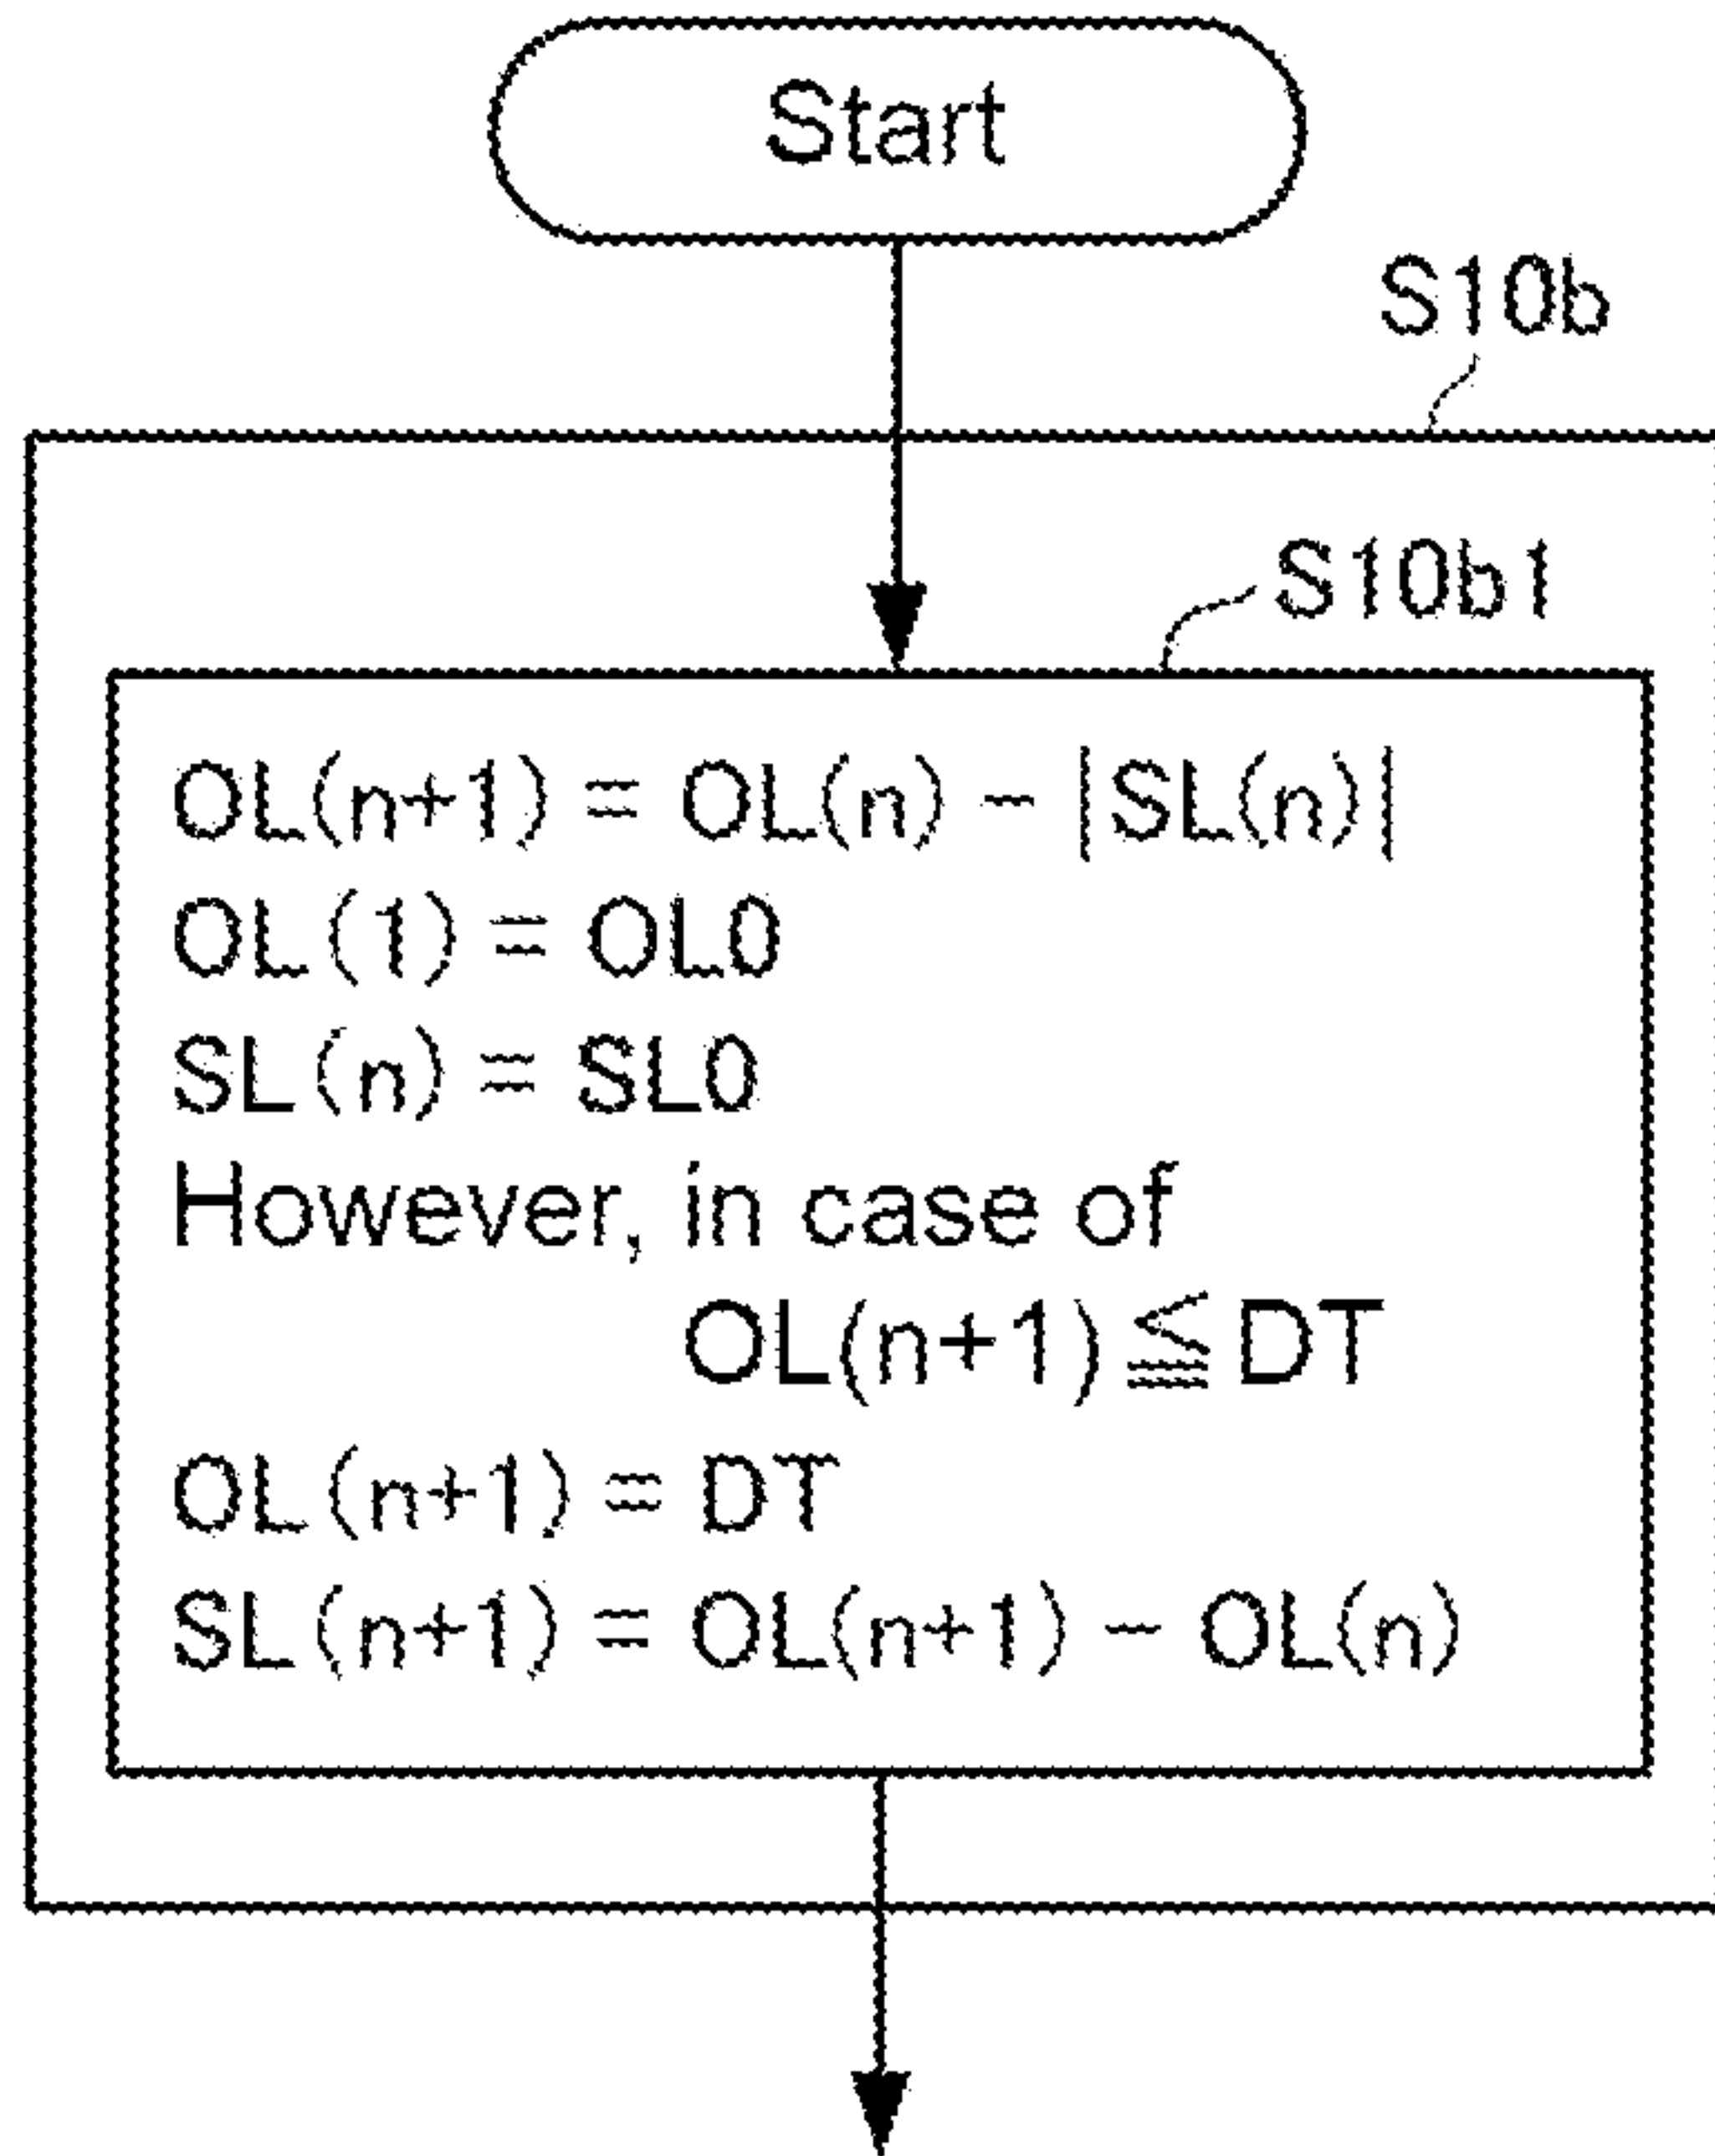 Start
S10b
S10b1
OL(n+1) = OL(n) - |SL(n)|
OL(1) = OL0
SL(n) = SL0
However, in case of
OL(n+1)≦DT
OL(n+1) = DT
SL(n+1) = OL(n+1) - OL(n)